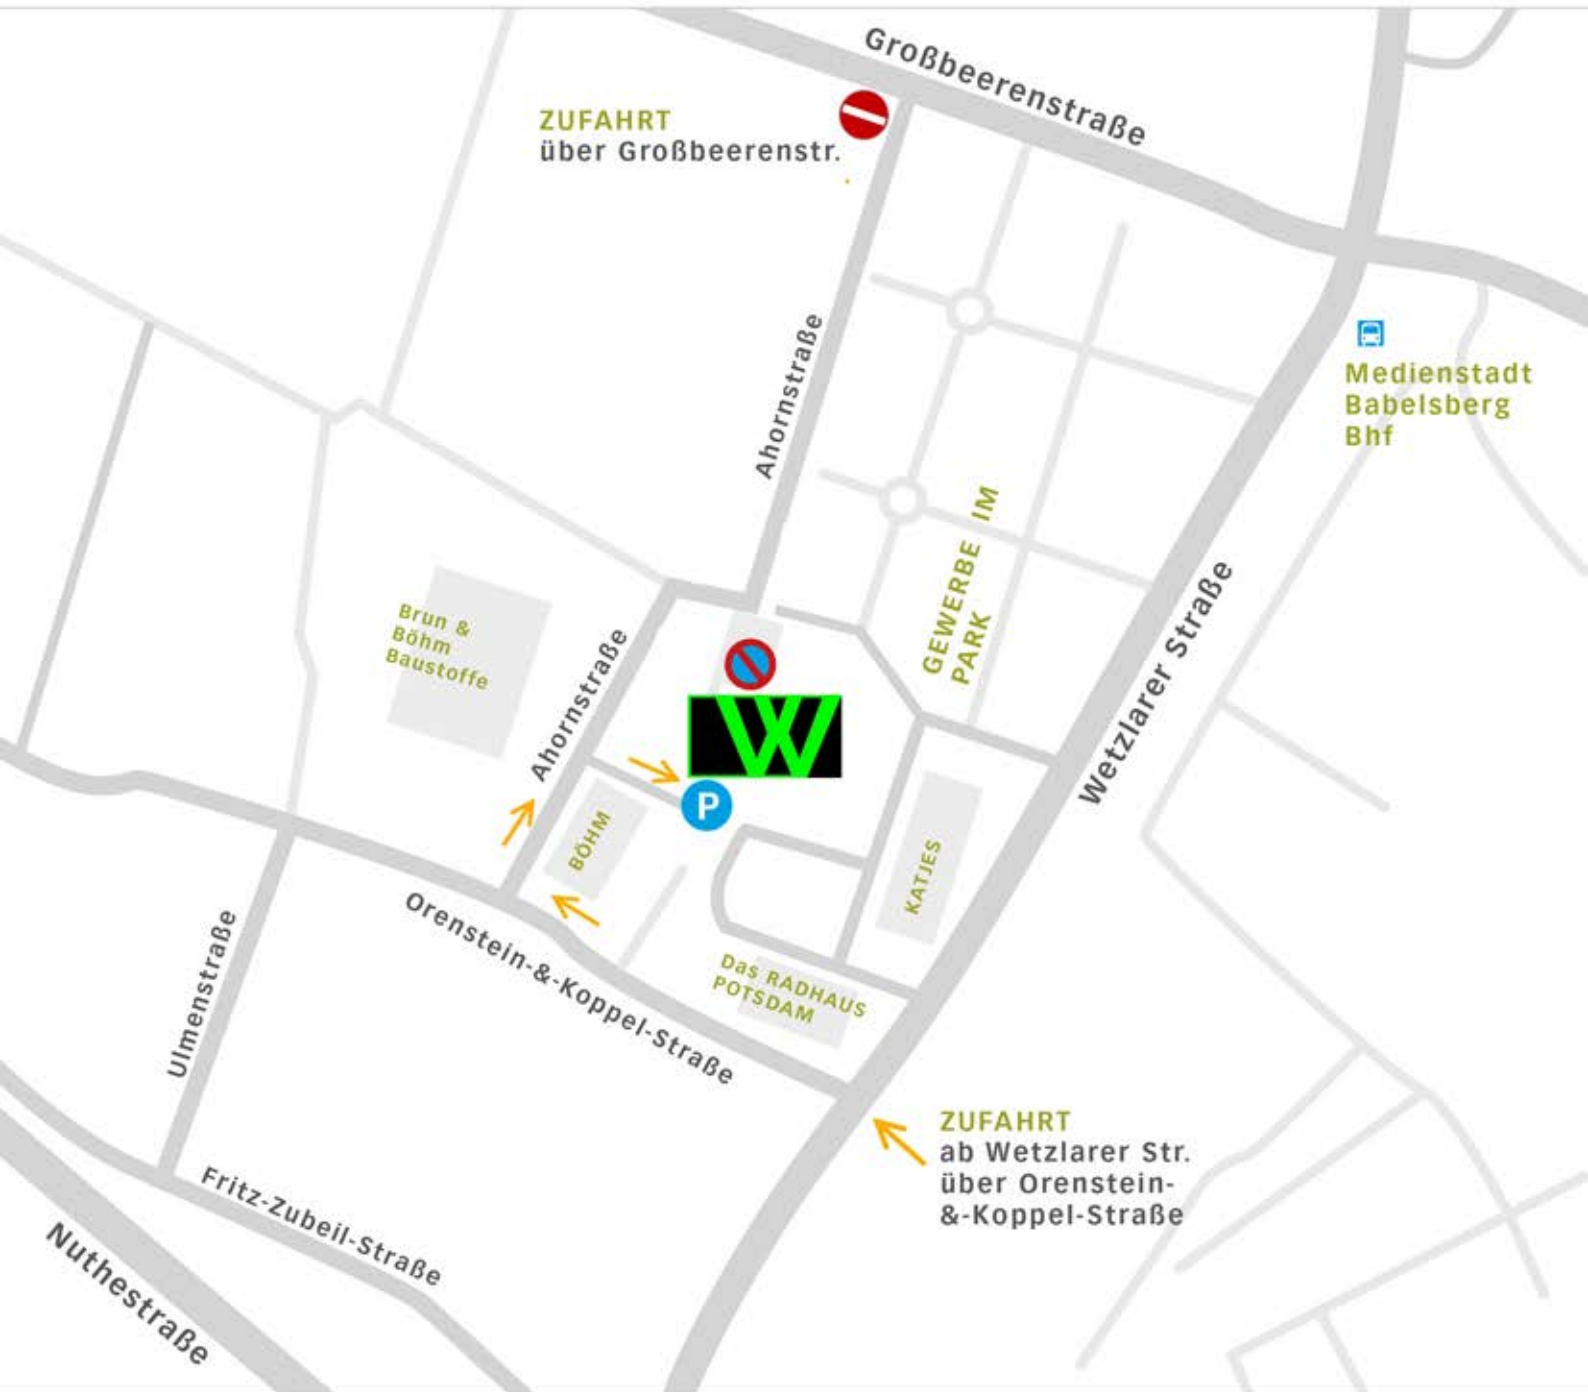 Großbeerenstraße
ZUFAHRT
über Großbeerenstr.
Ahornstraße
Medienstadt
Babelsberg
Bhf
GEWERBE IM
PARK
Wetzlarer Straße
Brun &
Böhm
Baustoffe
Ahornstraße
W
P
BÖHM
KATJES
Orenstein-&-Koppel-Straße
Das RADHAUS
POTSDAM
Ulmenstraße
ZUFAHRT
ab Wetzlarer Str.
über Orenstein-
&-Koppel-Straße
Fritz-Zubeil-Straße
Nuthestraße